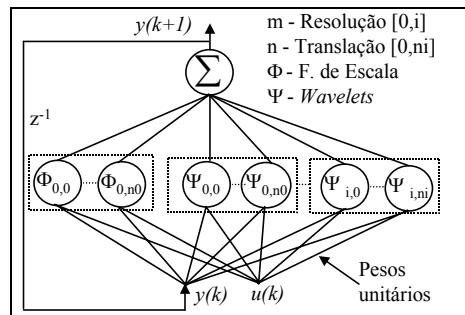 y(k+1)
m - Resolução [0,i]
n - Translação [0,ni]
Φ - F. de Escala
Ψ - Wavelets
Σ
z-1
Φ0,0 ..... Φ0,n0 Ψ0,0 ..... Ψ0,n0 ..... Ψi,0 ..... Ψi,ni
y(k) u(k)
Pesos
unitários